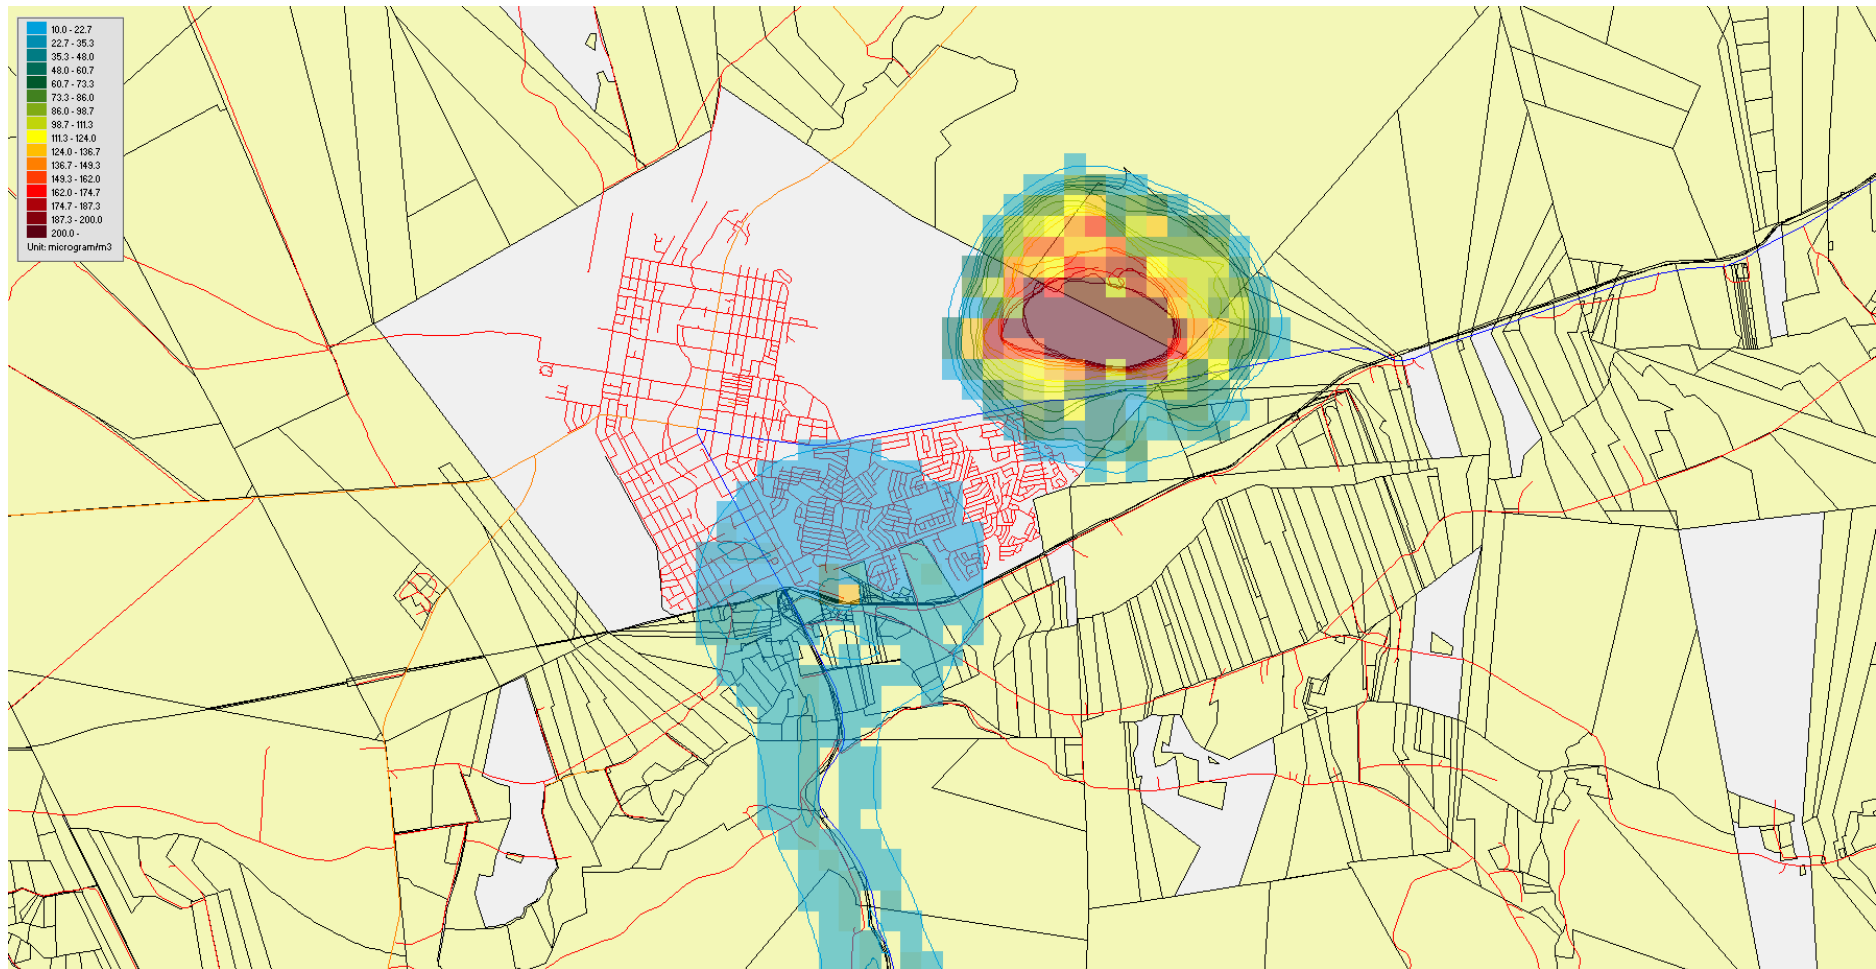 10.0 - 22.7
22.7 - 35.3
35.3 - 48.0
48.0 - 60.7
60.7 - 73.3
73.3 - 86.0
86.0 - 98.7
98.7 - 111.3
111.3 - 124.0
124.0 - 136.7
136.7 - 149.3
149.3 - 162.0
162.0 - 174.7
174.7 - 187.3
187.3 - 200.0
200.0 -
Unit: microgram/m3